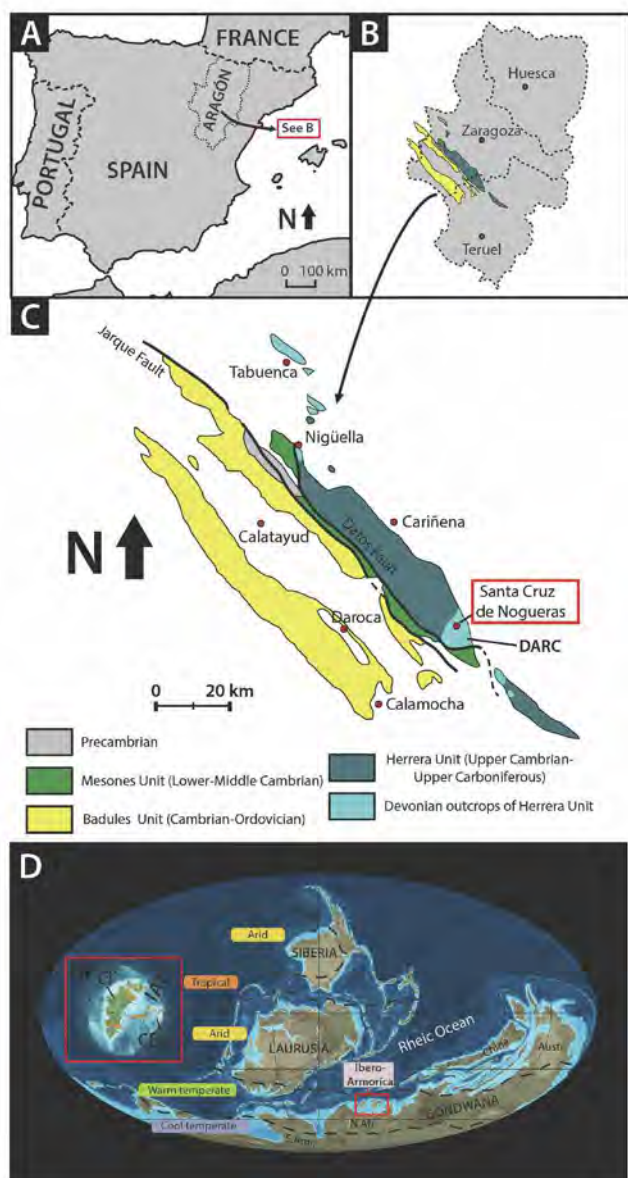 A
FRANCE
ARAGÓN
See B
PORTUGAL
SPAIN
N
0 100 km
B
Huesca
Zaragoza
Teruel
C
Jarque Fault
Tabuenca
Nigüella
Datos Fault
Cariñena
Calatayud
N
Santa Cruz
de Nogueras
Daroca
DARC
0 20 km
Calamocha
Precambrian
Mesones Unit (Lower-Middle Cambrian)
Badules Unit (Cambrian-Ordovician)
Herrera Unit (Upper Cambrian-
Upper Carboniferous)
Devonian outcrops of Herrera Unit
D
Arid
SIBERIA
Tropical
Arid
LAURUSIA
Rheic Ocean
China
Austr.
Ibero-
Armorica
Warm temperate
GONDWANA
Cool temperate
N.Afr.